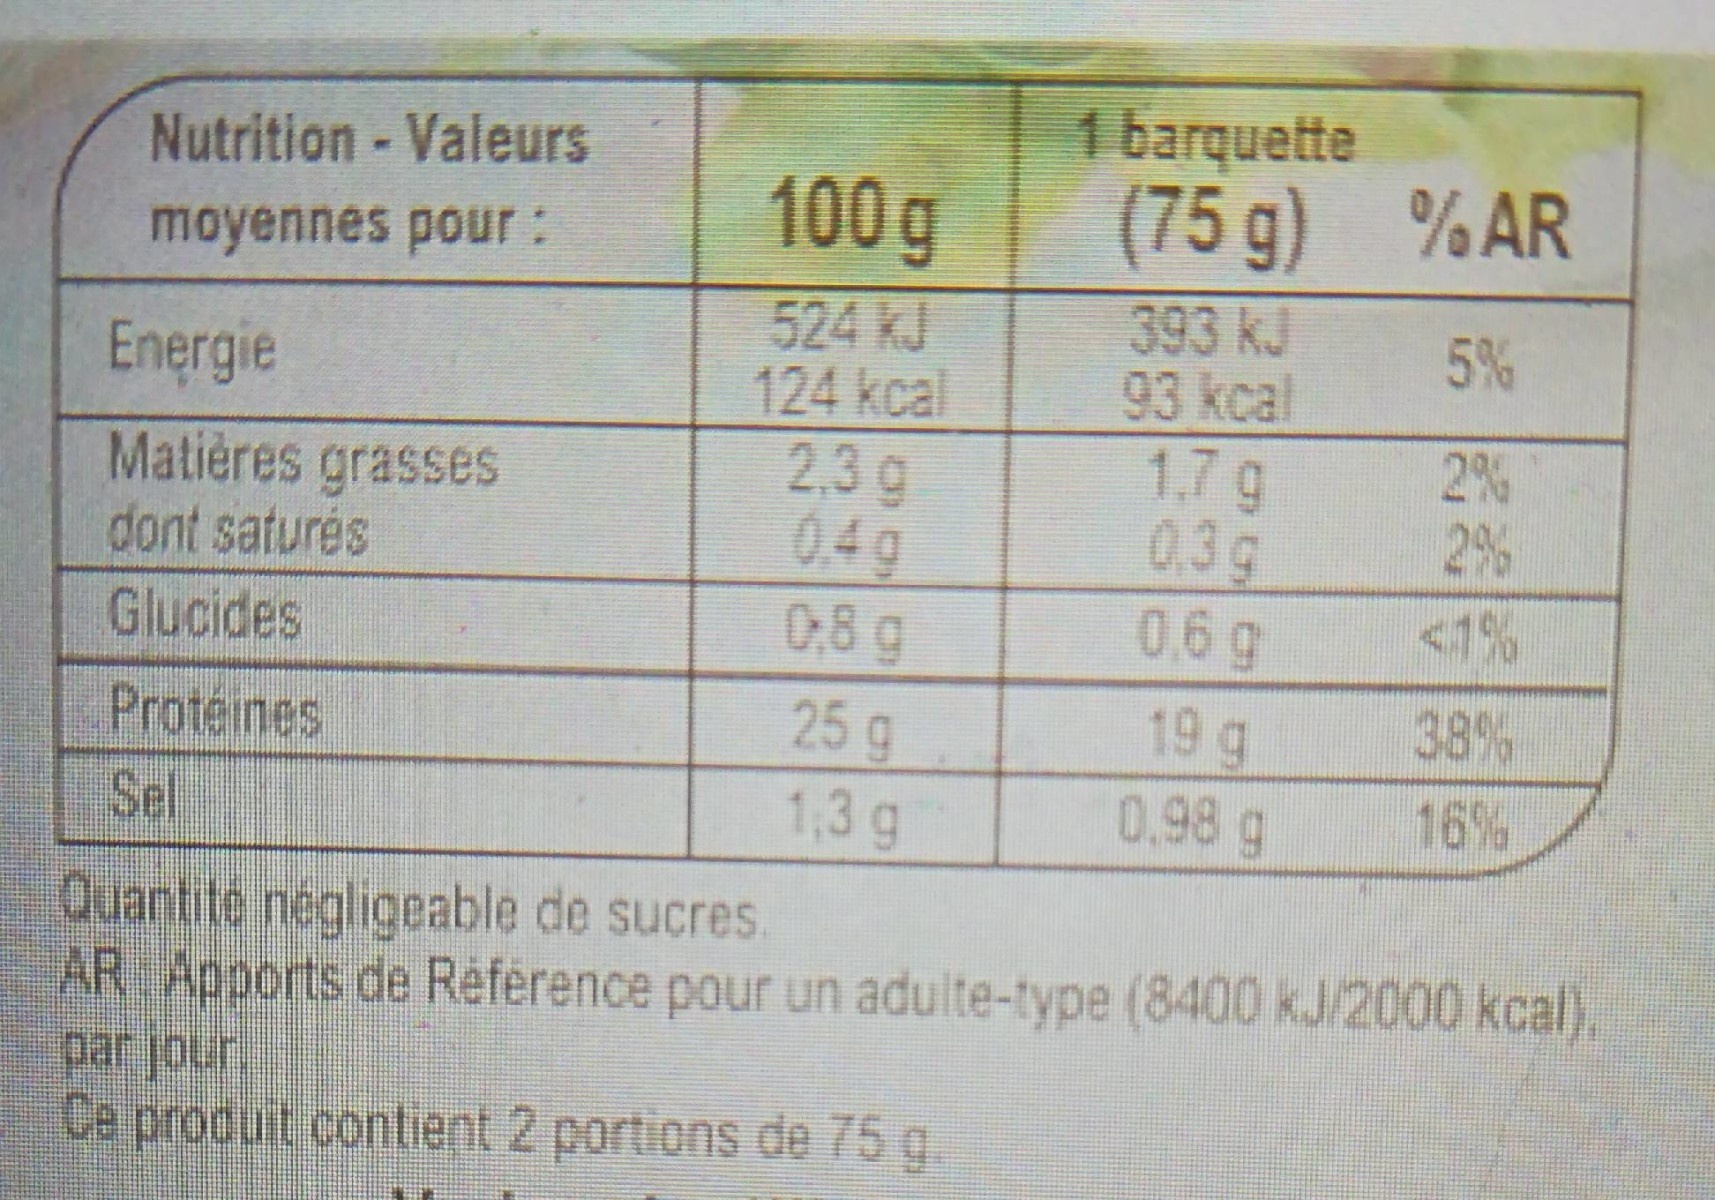 Nutrition - Valeurs moyennes pour : 100 g 1 barquette (75 g) % AR
Energie 524 kJ 124 kcal 393 kJ 93 kcal 5%
Matières grasses 2,3 g 1,7 g 2%
dont saturés 0,4 g 0,3 g 2%
Glucides 0,8 g 0,6 g <1%
Protéines 25 g 19 g 38%
Sel 1,3 g 0,98 g 16%
Quantité négligeable de sucres.
AR : Apports de Référence pour un adulte-type (8400 kJ/2000 kcal),
par jour.
Ce produit contient 2 portions de 75 g.